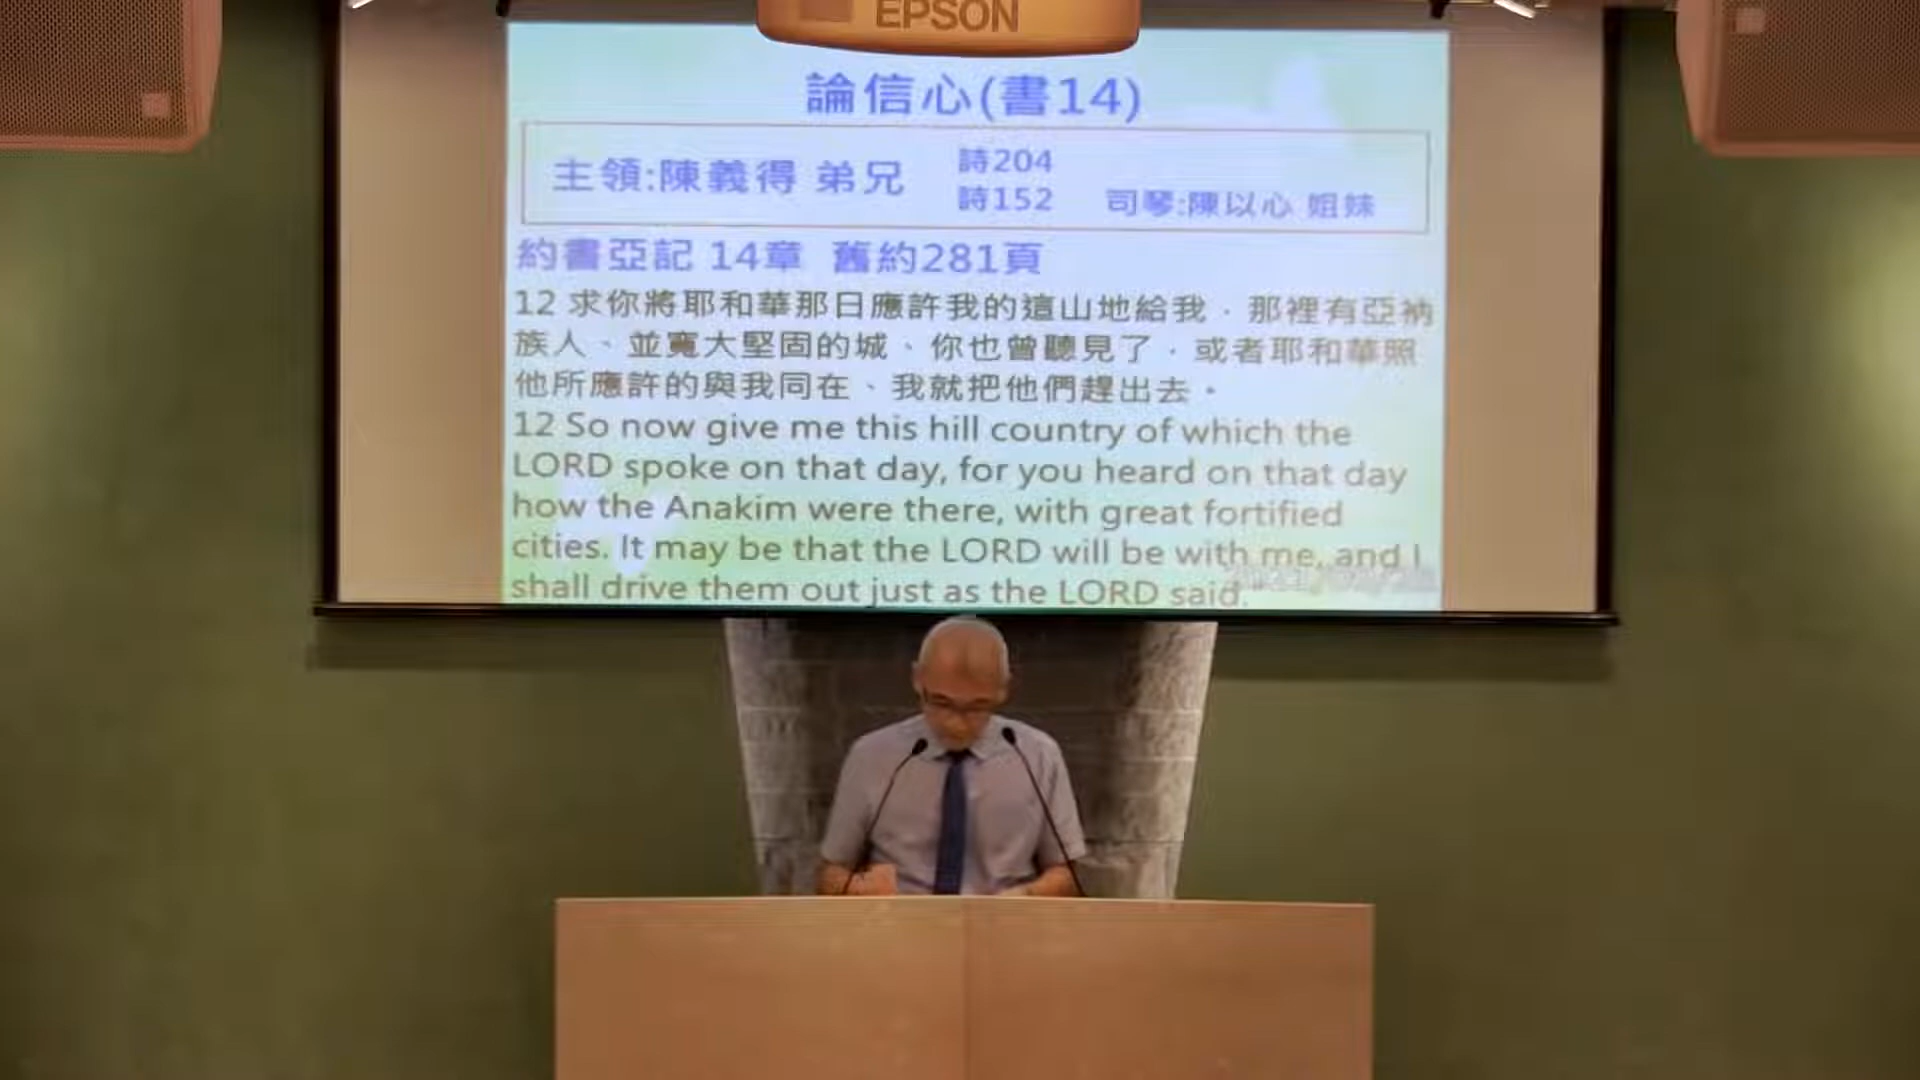 EPSON
論信心(書14)
主領:陳義得 弟兄
詩204
詩152
司琴:陳以心 姐妹
約書亞記 14章 舊約281頁
12 求你將耶和華那日應許我的這山地給我．那裡有亞衲
族人、並寬大堅固的城、你也曾聽見了．或者耶和華照
他所應許的與我同在、我就把他們趕出去。
12 So now give me this hill country of which the
LORD spoke on that day, for you heard on that day
how the Anakim were there, with great fortified
cities. It may be that the LORD will be with me, and I
shall drive them out just as the LORD said.